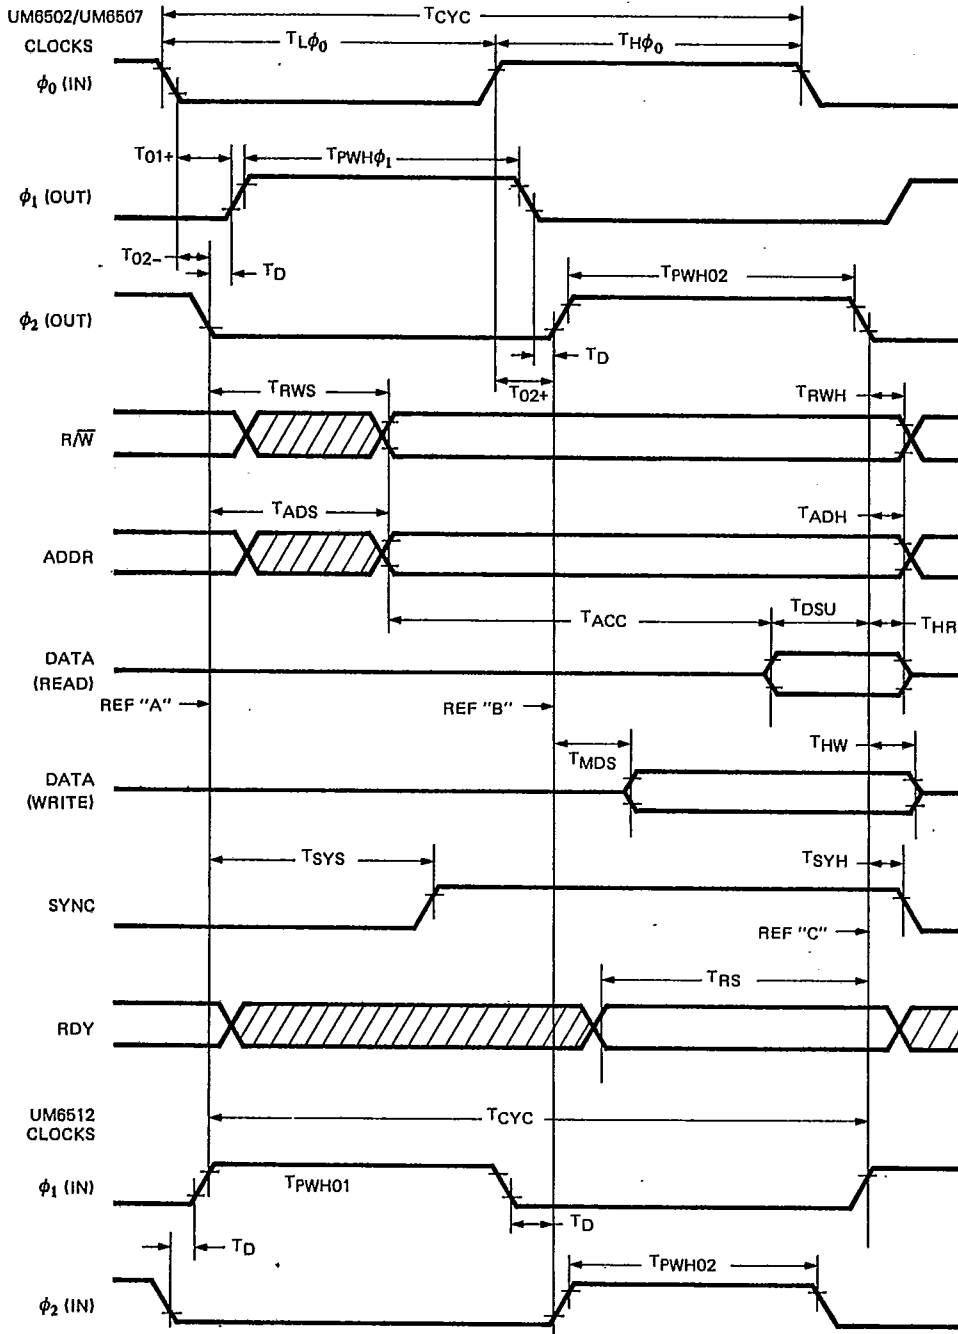 UM6502/UM6507
TCYC
CLOCKS
TLϕ0
THϕ0
ϕ0 (IN)
T01+
TPWHϕ1
ϕ1 (OUT)
T02–
TD
TPWH02
ϕ2 (OUT)
TD
TRWS
T02+
TRWH
R/W̅
TADS
TADH
ADDR
TACC
TDSU
THR
DATA
(READ)
REF "A"
REF "B"
TMDS
THW
DATA
(WRITE)
TSYS
TSYH
SYNC
REF "C"
TRS
RDY
UM6512
CLOCKS
TCYC
ϕ1 (IN)
TPWH01
TD
TD
TPWH02
ϕ2 (IN)